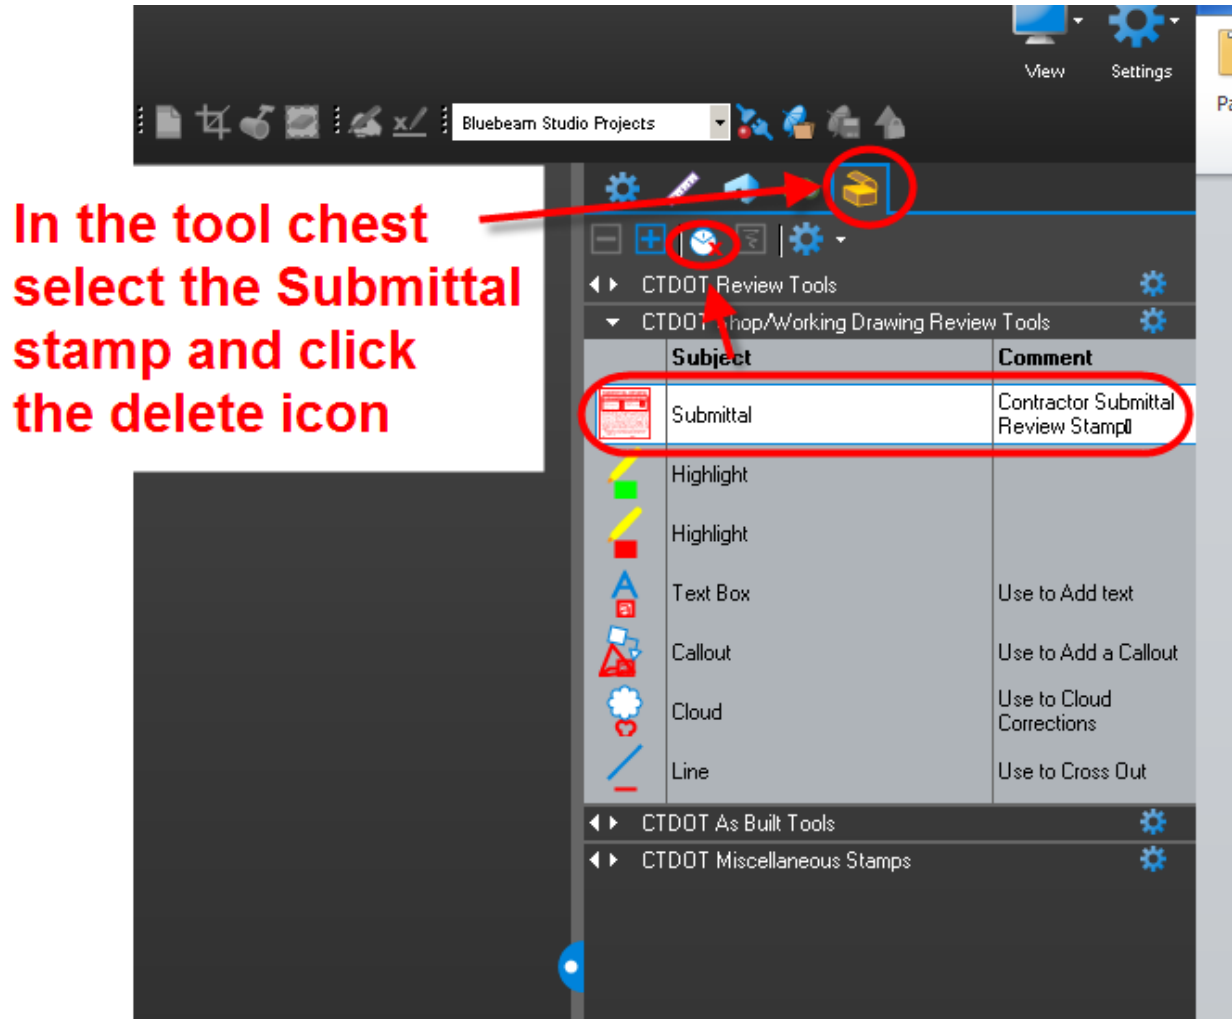 View
Settings
Pa
Bluebeam Studio Projects
In the tool chest
select the Submittal
stamp and click
the delete icon
CTDOT Review Tools
CTDOT Shop/Working Drawing Review Tools
Subject Comment
Submittal Contractor Submittal
Review Stamp
Highlight
Highlight
Text Box Use to Add text
Callout Use to Add a Callout
Cloud Use to Cloud
Corrections
Line Use to Cross Out
CTDOT As Built Tools
CTDOT Miscellaneous Stamps